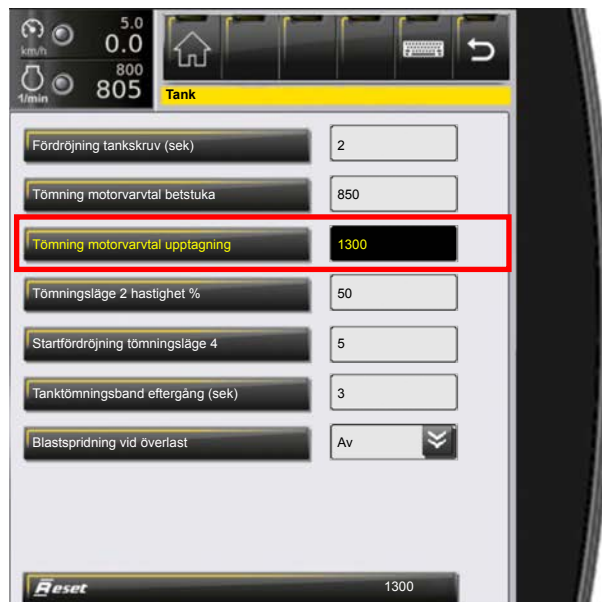 5.0
km/h 0.0
800
1/min 805
Tank
Fördröjning tankskruv (sek) 2
Tömning motorvarvtal betstuka 850
Tömning motorvarvtal upptagning 1300
Tömningsläge 2 hastighet % 50
Startfördröjning tömningsläge 4 5
Tanktömningsband eftergång (sek) 3
Blastspridning vid överlast Av
Reset 1300